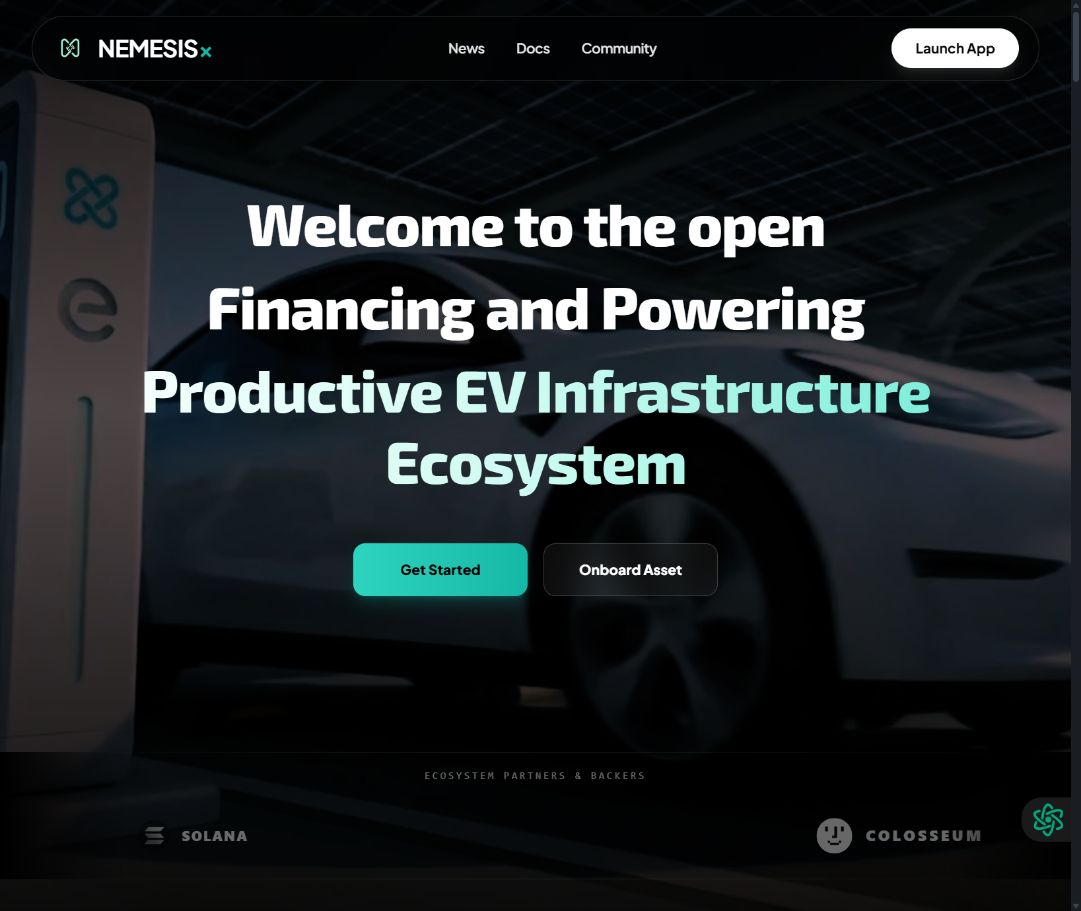 NEMESISx
News
Docs
Community
Launch App
Welcome to the open
Financing and Powering
Productive EV Infrastructure
Ecosystem
Get Started
Onboard Asset
ECOSYSTEM PARTNERS & BACKERS
SOLANA
COLOSSEUM
e